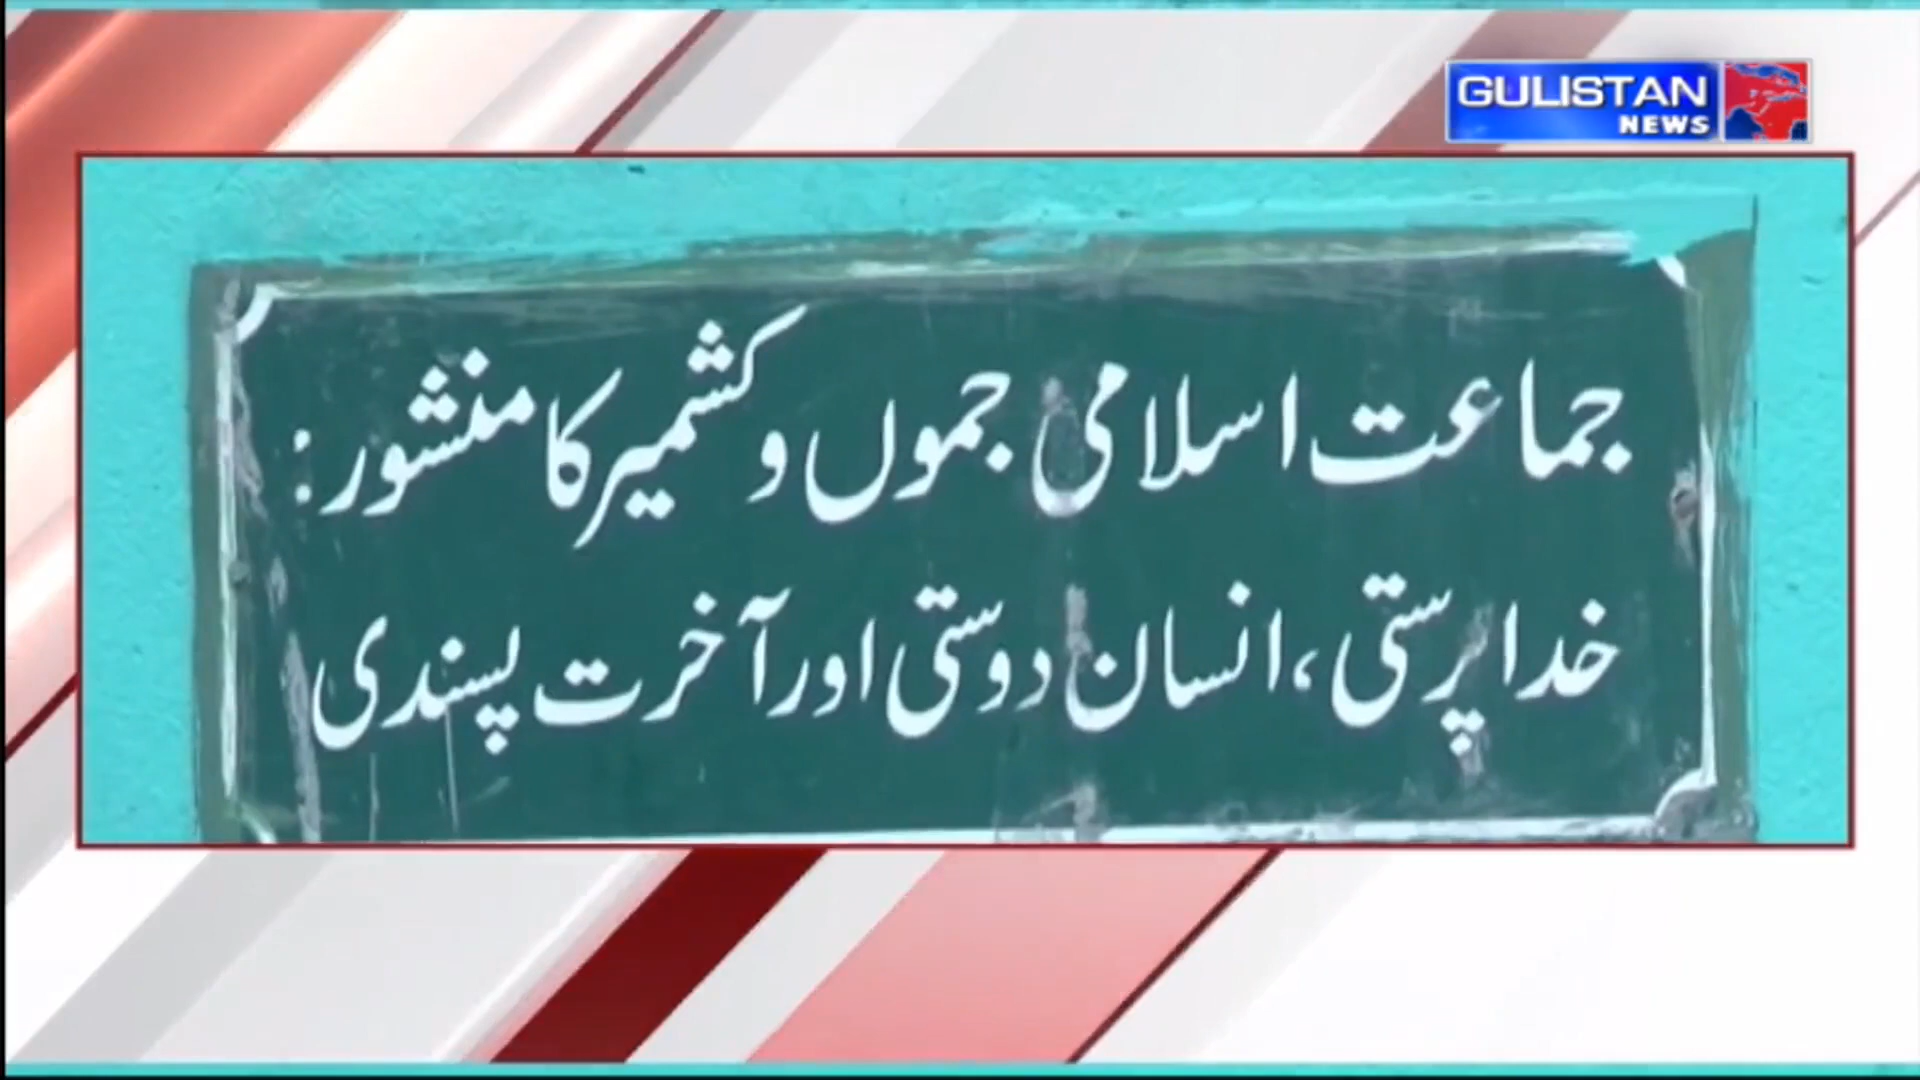 GULISTAN
NEWS
جماعت اسلامی جموں و کشمیر کا منشور:
خدا پرستی، انسان دوستی اور آخرت پسندی